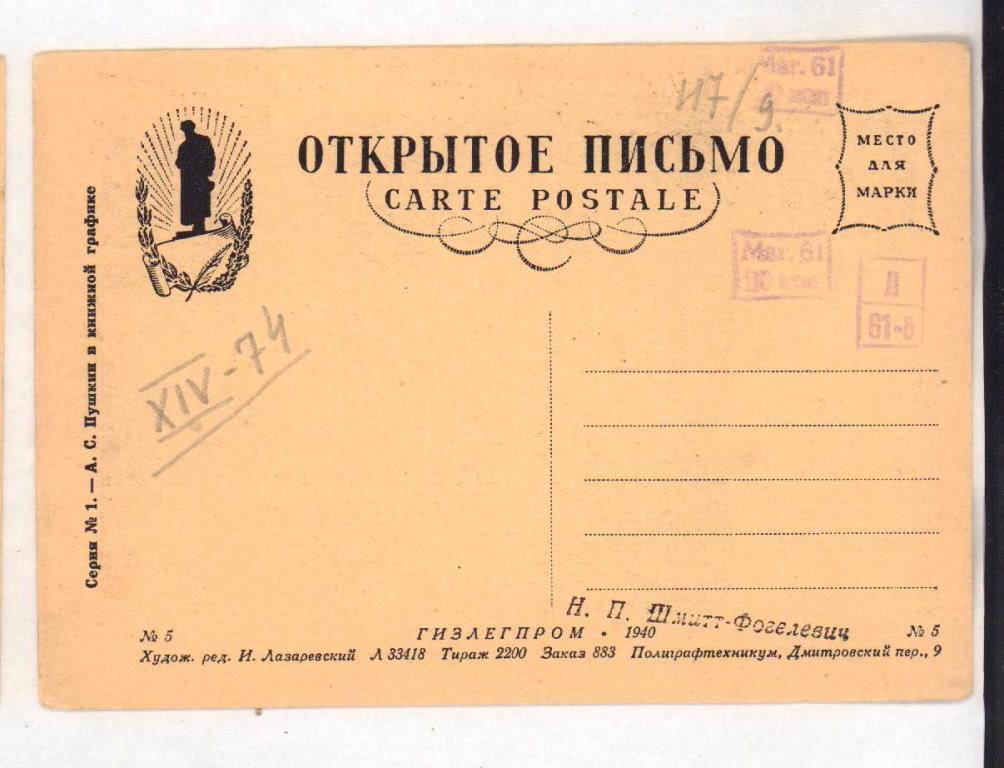 Маг. 61
117/9.
ОТКРЫТОЕ ПИСЬМО
CARTE POSTALE
МЕСТО
ДЛЯ
МАРКИ
Маг. 61
Л
61-5
XIV-74
Серия № 1. — А. С. Пушкин в книжной графике
Н. П. Шмитт-Фогелевич
№ 5
ГИЗЛЕГПРОМ • 1940
№ 5
Худож. ред. И. Лазаревский Л 33418 Тираж 2200 Заказ 883 Полиграфтехникум, Дмитровский пер., 9